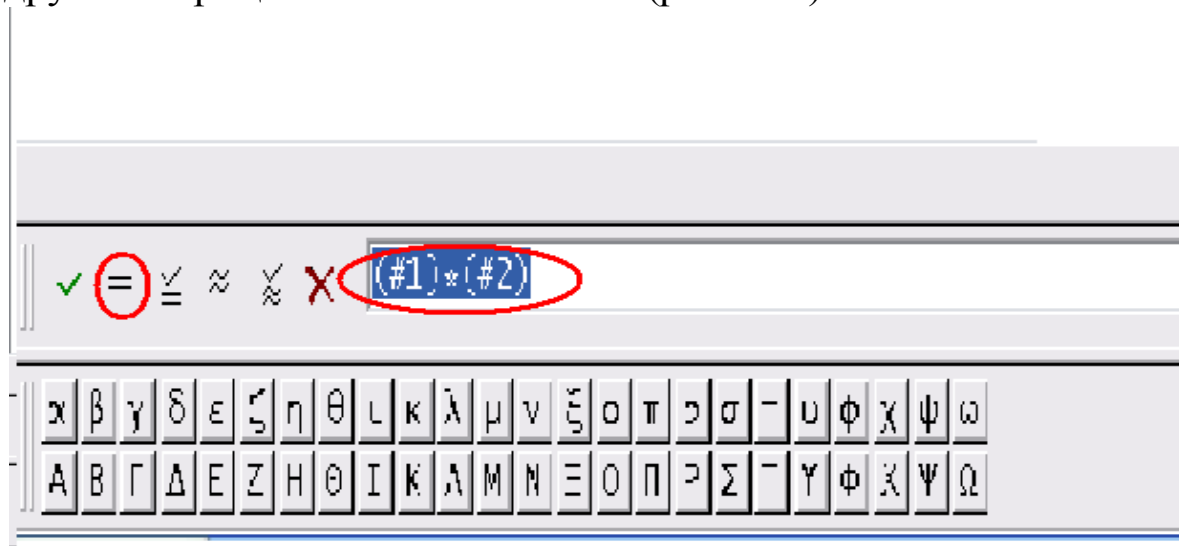 (#1)*(#2)
α β γ δ ε ζ η θ ι κ λ μ ν ξ ο π σ υ φ χ ψ ω
Α Β Γ Δ Ε Ζ Η Θ Ι Κ Λ Μ Ν Ξ Ο Π Σ Υ Φ Χ Ψ Ω